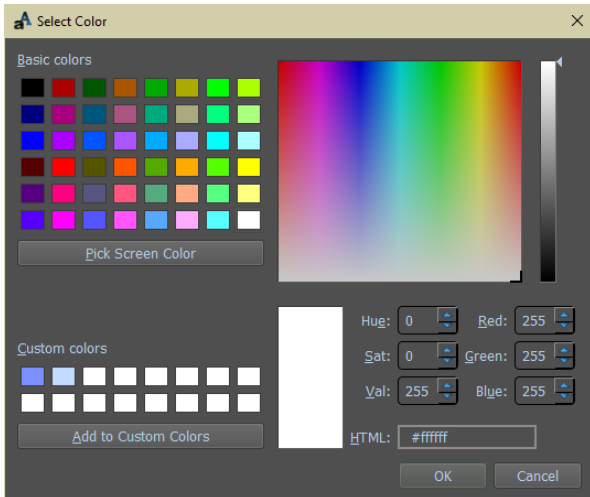 Select Color
Basic colors
Pick Screen Color
Custom colors
Add to Custom Colors
Hue: 0 Red: 255
Sat: 0 Green: 255
Val: 255 Blue: 255
HTML: #ffffff
OK Cancel